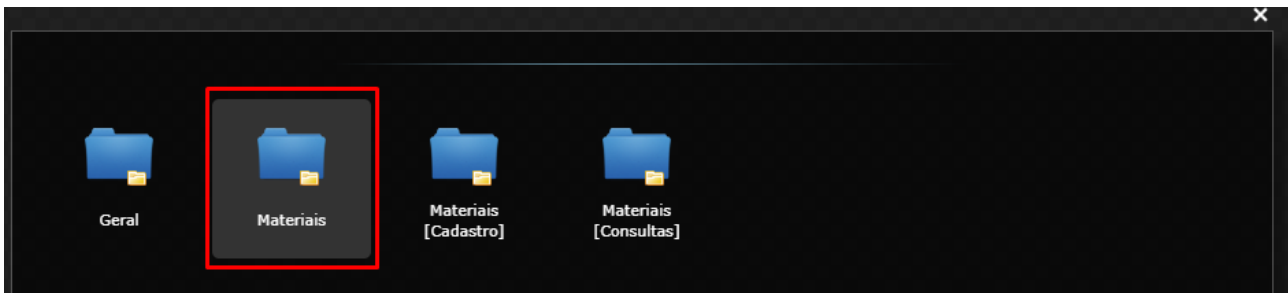 Geral
Materiais
Materiais
[Cadastro]
Materiais
[Consultas]